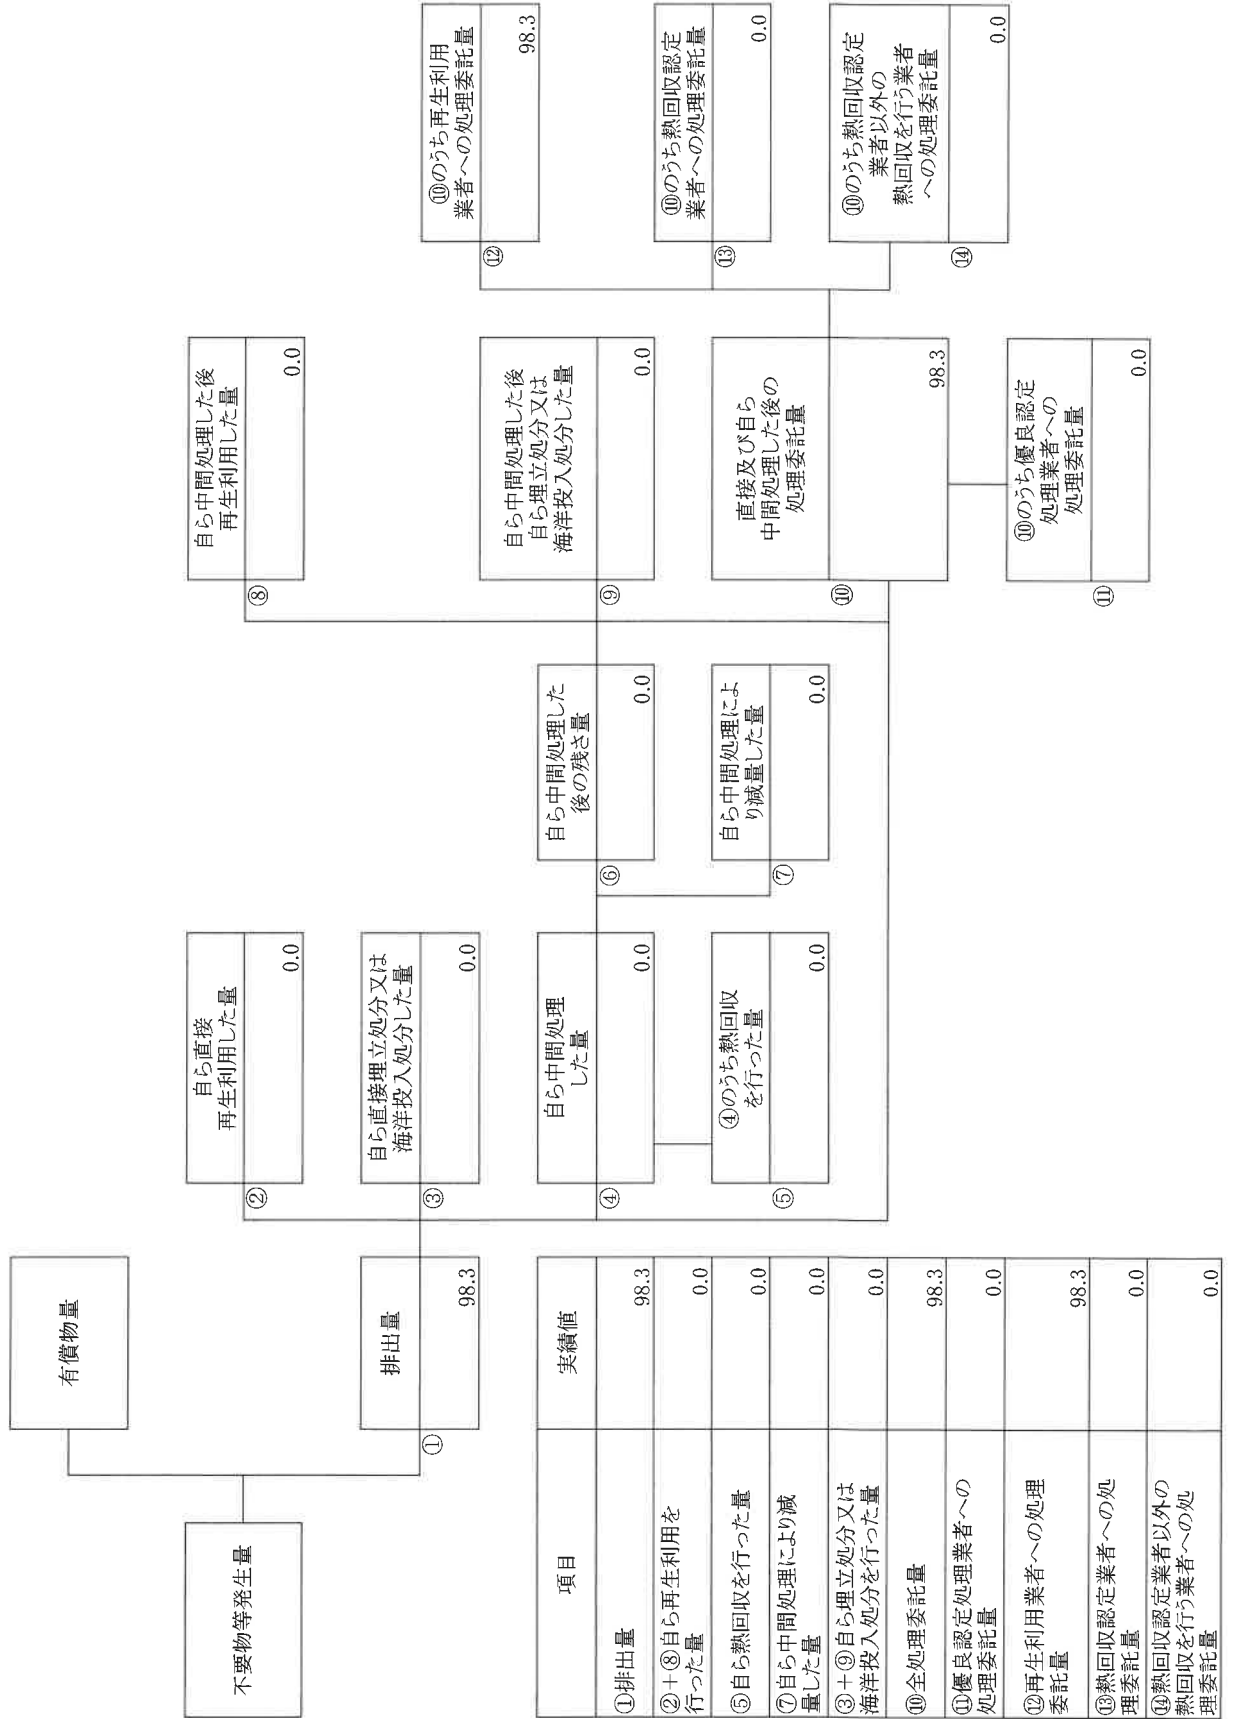 有償物量
不要物等発生量
排出量
①
98.3
自ら直接
再生利用した量
②
0.0
自ら直接埋立処分又は
海洋投入処分した量
③
0.0
自ら中間処理
した量
④
0.0
④のうち熱回収
を行った量
⑤
0.0
自ら中間処理した
後の残さ量
⑥
0.0
自ら中間処理によ
り減量した量
⑦
0.0
自ら中間処理した後
再生利用した量
⑧
0.0
自ら中間処理した後
自ら埋立処分又は
海洋投入処分した量
⑨
0.0
直接及び自ら
中間処理した後の
処理委託量
⑩
98.3
⑩のうち優良認定
処理業者への
処理委託量
⑪
0.0
⑩のうち再生利用
業者への処理委託量
⑫
98.3
⑩のうち熱回収認定
業者への処理委託量
⑬
0.0
⑩のうち熱回収認定
業者以外の
熱回収を行う業者
への処理委託量
⑭
0.0
項目 実績値
①排出量 98.3
②+⑧自ら再生利用を
行った量 0.0
⑤自ら熱回収を行った量 0.0
⑦自ら中間処理により減
量した量 0.0
③+⑨自ら埋立処分又は
海洋投入処分を行った量 0.0
⑩全処理委託量 98.3
⑪優良認定処理業者への
処理委託量 0.0
⑫再生利用業者への処理
委託量 98.3
⑬熱回収認定業者への処
理委託量 0.0
⑭熱回収認定業者以外の
熱回収を行う業者への処
理委託量 0.0